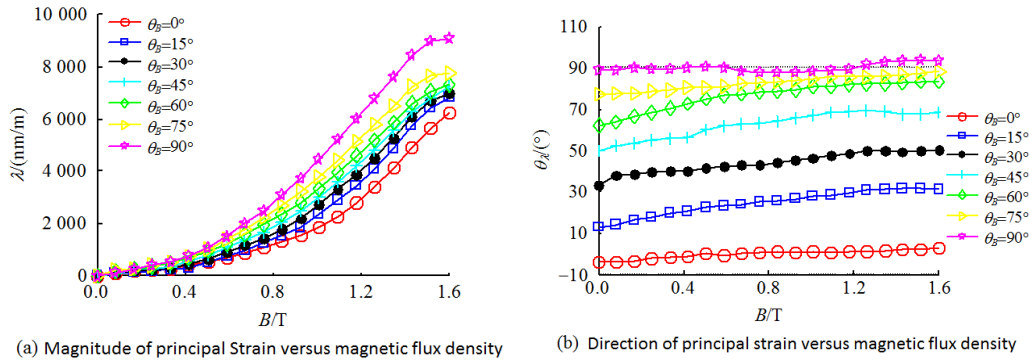 10 000
8 000
6 000
4 000
2 000
0
λ/(nm/m)
θB=0°
θB=15°
θB=30°
θB=45°
θB=60°
θB=75°
θB=90°
0.0 0.4 0.8 1.2 1.6
B/T
(a) Magnitude of principal Strain versus magnetic flux density
110
90
70
50
30
10
−10
θλ/(°)
θB=0°
θB=15°
θB=30°
θB=45°
θB=60°
θB=75°
θB=90°
0.0 0.4 0.8 1.2 1.6
B/T
(b) Direction of principal strain versus magnetic flux density